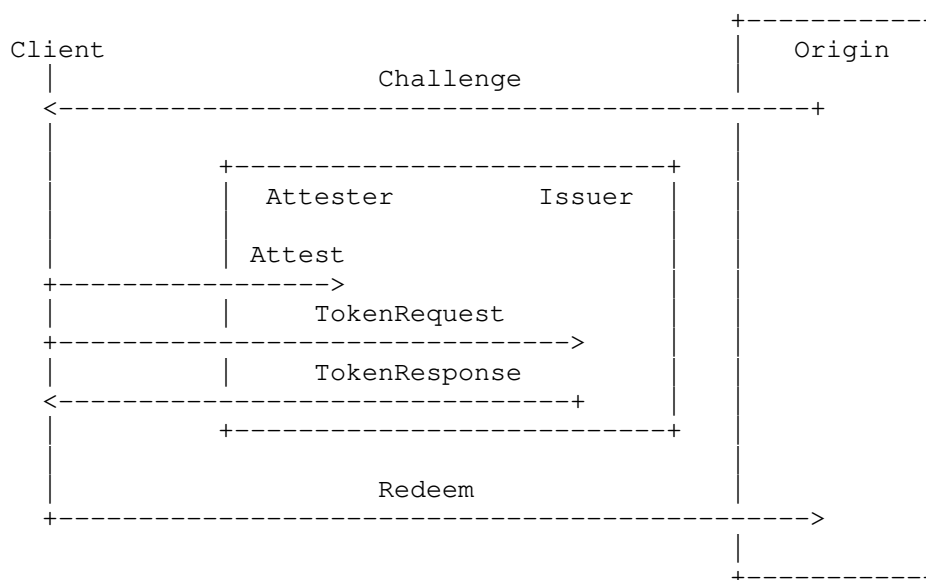 Client Origin
Challenge
Attester Issuer
Attest
TokenRequest
TokenResponse
Redeem